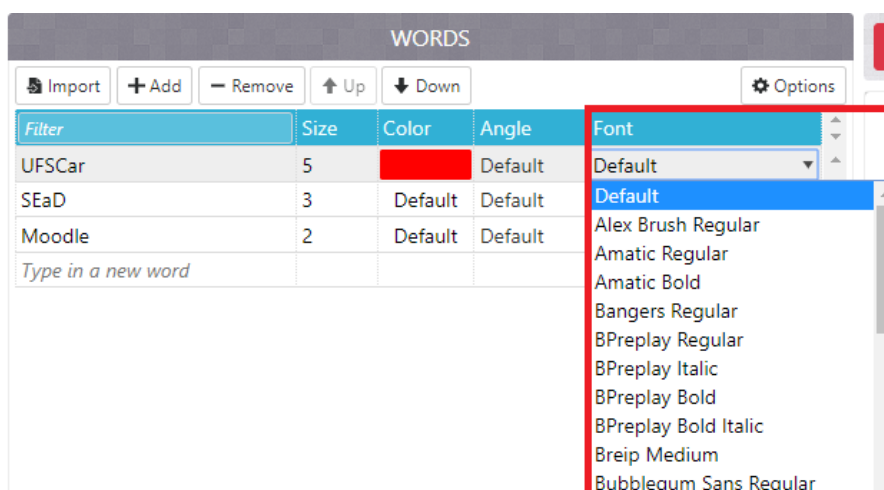 WORDS
Import Add Remove Up Down Options
Filter Size Color Angle Font
UFSCar 5 Default Default
SEaD 3 Default Default
Moodle 2 Default Default
Type in a new word
Default
Alex Brush Regular
Amatic Regular
Amatic Bold
Bangers Regular
BPreplay Regular
BPreplay Italic
BPreplay Bold
BPreplay Bold Italic
Breip Medium
Bubblegum Sans Regular